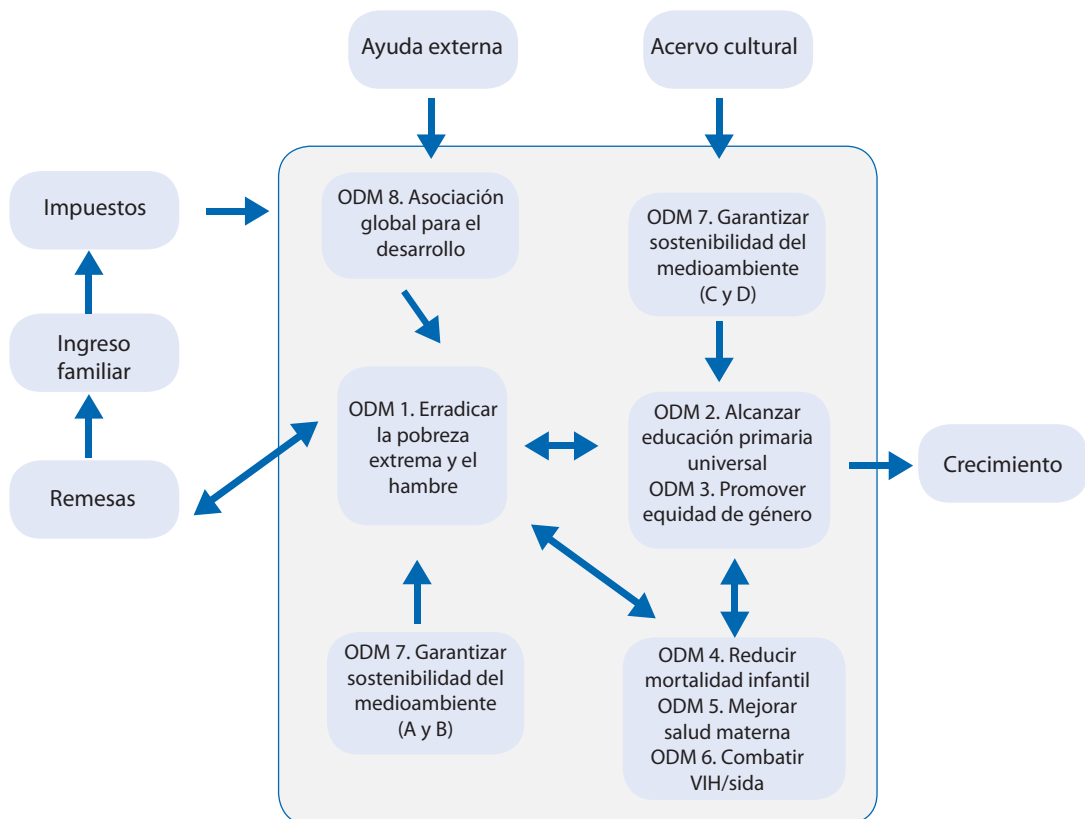 Ayuda externa
Acervo cultural
Impuestos
Ingreso
familiar
Remesas
ODM 8. Asociación
global para el
desarrollo
ODM 7. Garantizar
sostenibilidad del
medioambiente
(C y D)
ODM 1. Erradicar
la pobreza
extrema y el
hambre
ODM 2. Alcanzar
educación primaria
universal
ODM 3. Promover
equidad de género
Crecimiento
ODM 7. Garantizar
sostenibilidad del
medioambiente
(A y B)
ODM 4. Reducir
mortalidad infantil
ODM 5. Mejorar
salud materna
ODM 6. Combatir
VIH/sida